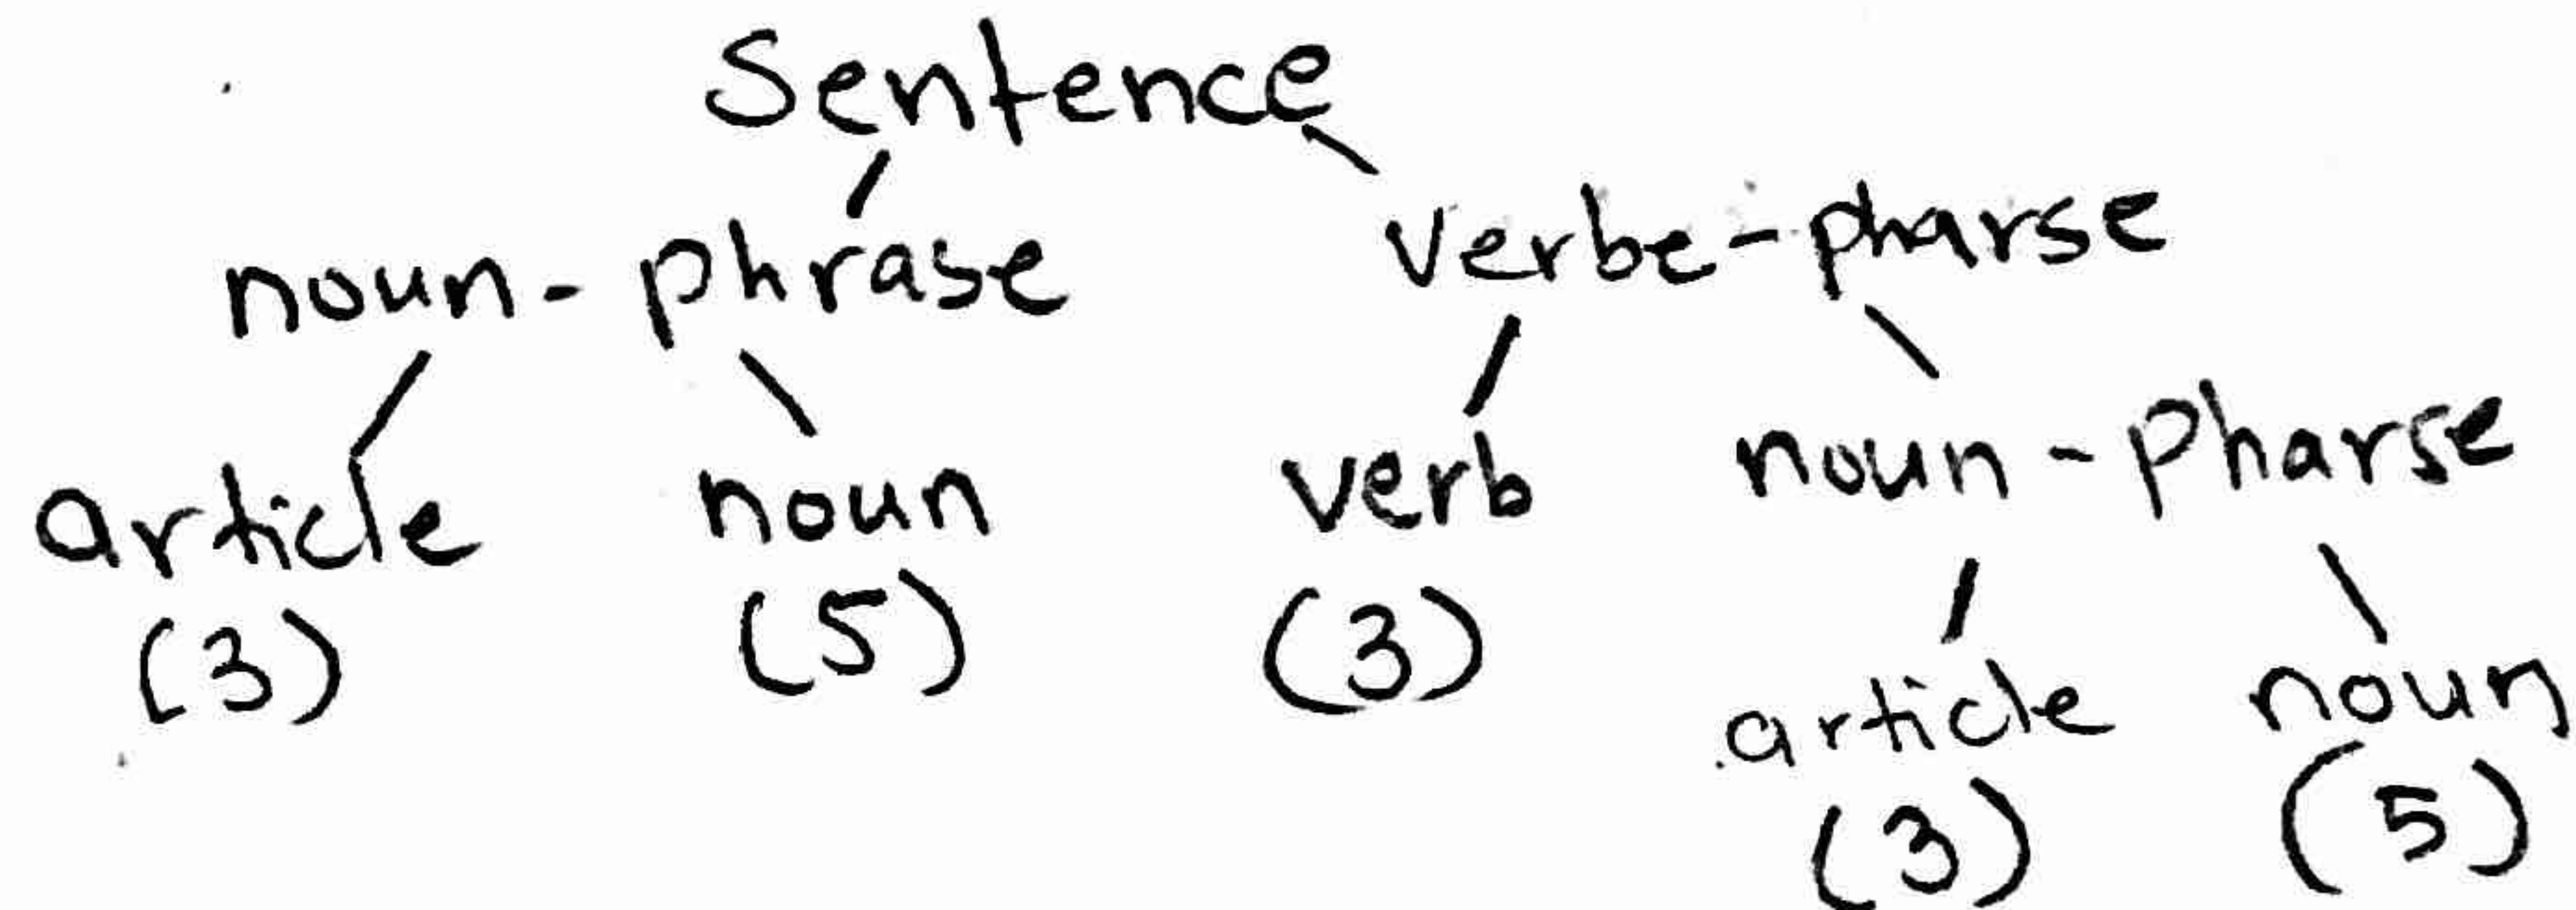 Sentence
noun-phrase verbe-pharse
article noun verb noun-pharse
(3) (5) (3)
article noun
(3) (5)